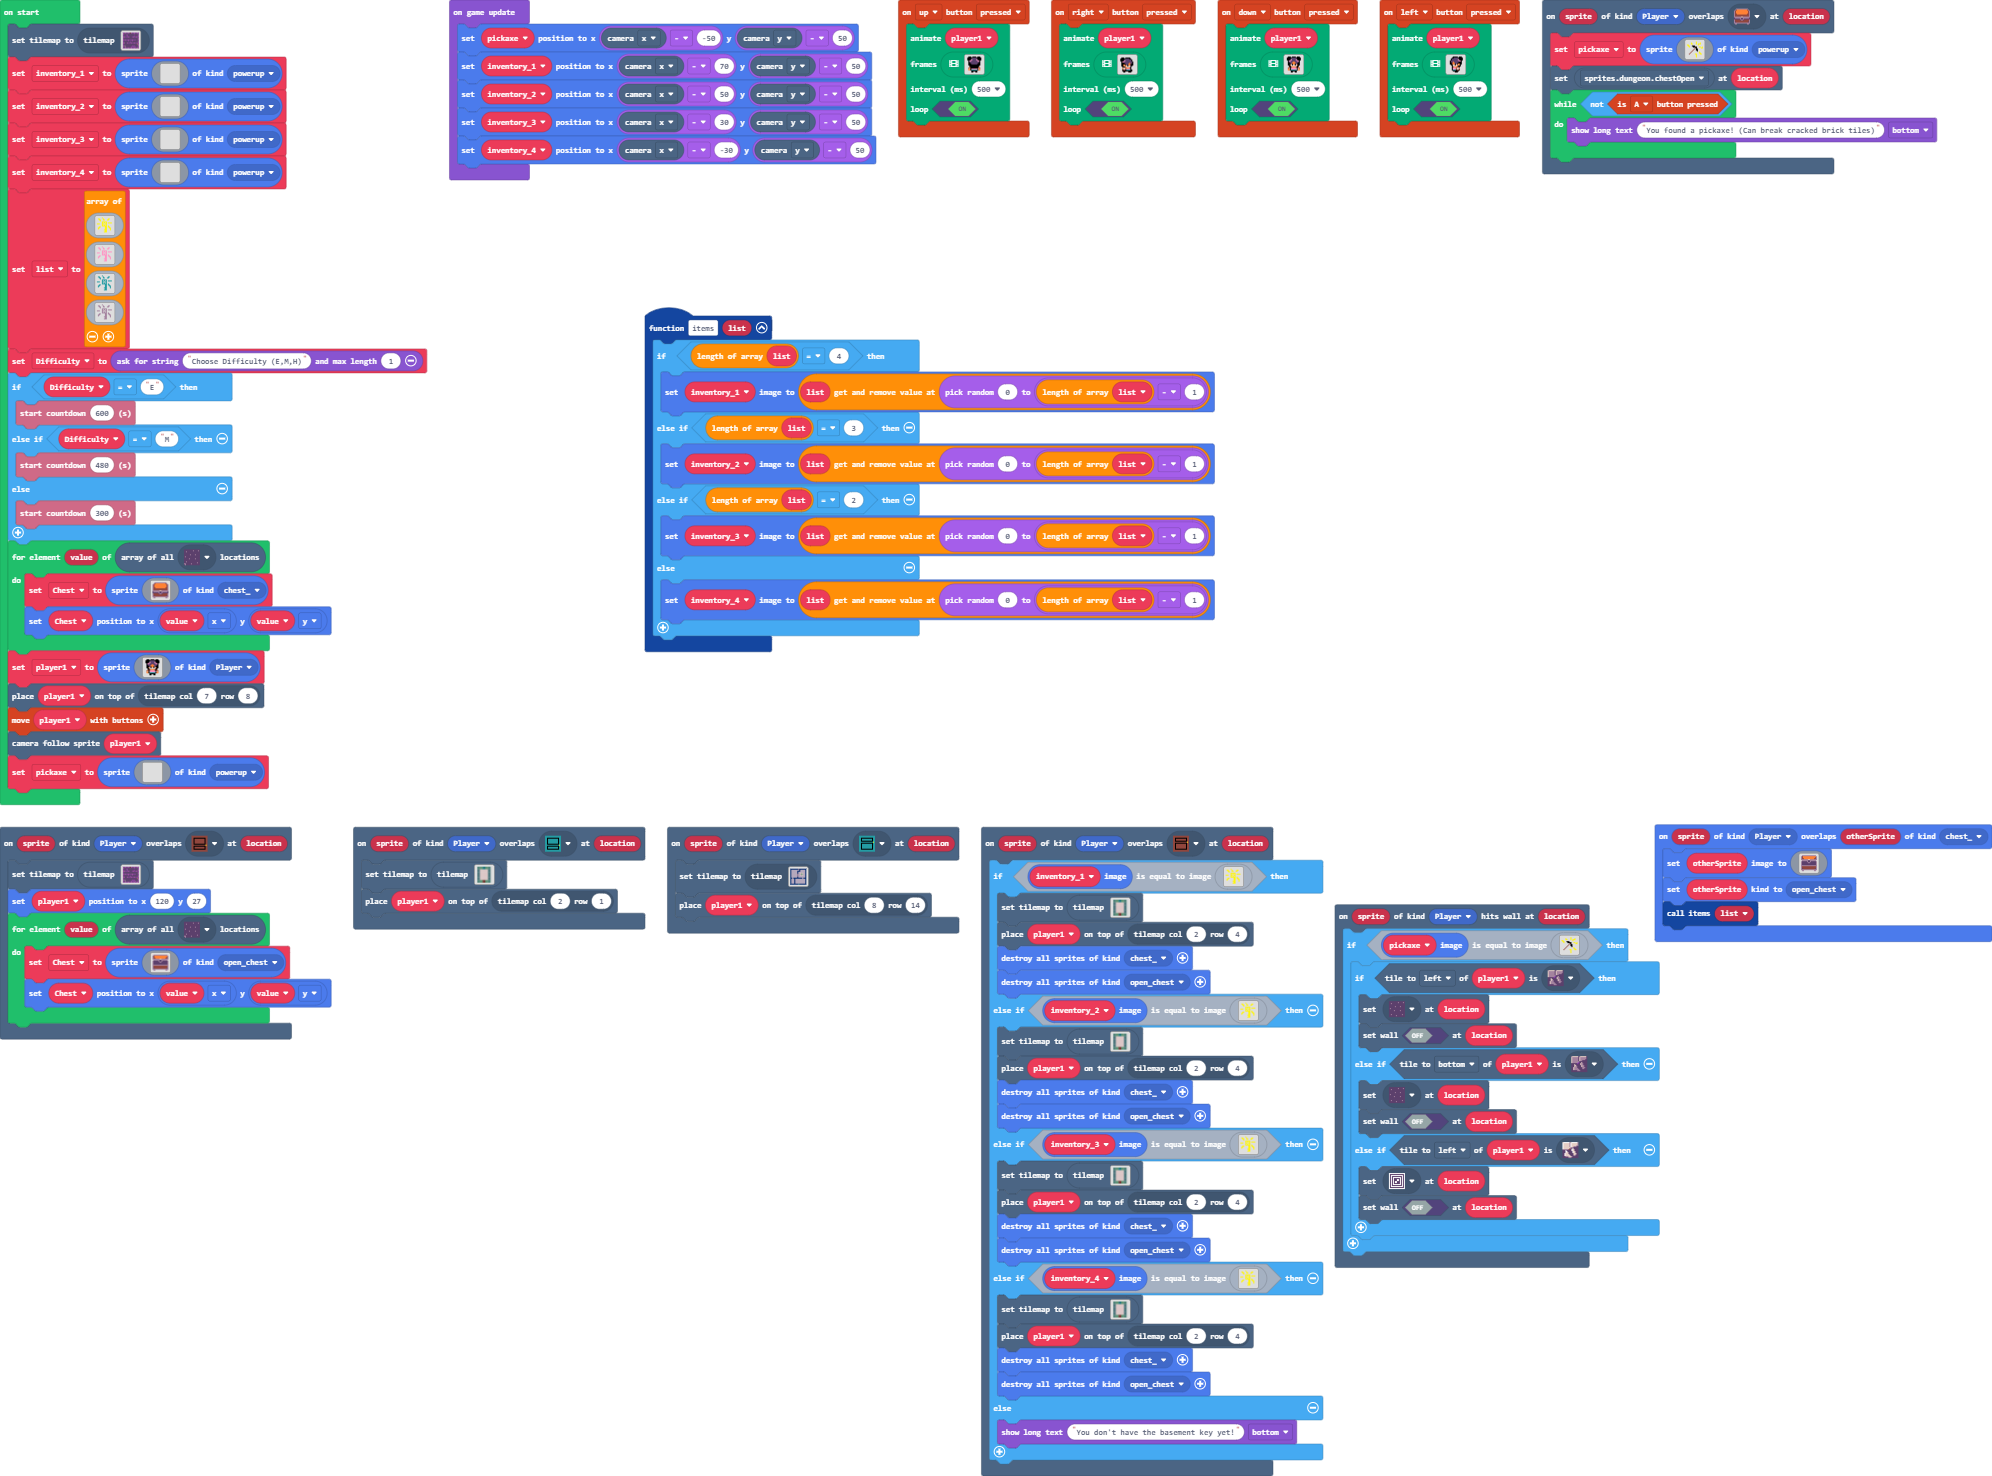 on start
set tilemap to tilemap
set inventory_1 to sprite of kind powerup
set inventory_2 to sprite of kind powerup
set inventory_3 to sprite of kind powerup
set inventory_4 to sprite of kind powerup
array of
set list to
set Difficulty to ask for string "Choose Difficulty (E,M,H)" and max length 1
if Difficulty = "E" then
start countdown 600 (s)
else if Difficulty = "M" then
start countdown 480 (s)
else
start countdown 300 (s)
for element value of array of all locations
do
set Chest to sprite of kind chest_
set Chest position to x value x y value y
set player1 to sprite of kind Player
place player1 on top of tilemap col 7 row 8
move player1 with buttons
camera follow sprite player1
set pickaxe to sprite of kind powerup
on game update
set pickaxe position to x camera x - -50 y camera y - 50
set inventory_1 position to x camera x - 70 y camera y - 50
set inventory_2 position to x camera x - 50 y camera y - 50
set inventory_3 position to x camera x - 30 y camera y - 50
set inventory_4 position to x camera x - -30 y camera y - 50
on up button pressed
animate player1
frames
interval (ms) 500
loop ON
on right button pressed
animate player1
frames
interval (ms) 500
loop ON
on down button pressed
animate player1
frames
interval (ms) 500
loop ON
on left button pressed
animate player1
frames
interval (ms) 500
loop ON
on sprite of kind Player overlaps at location
set pickaxe to sprite of kind powerup
set sprites.dungeon.chestOpen at location
while not is A button pressed
do
show long text "You found a pickaxe! (Can break cracked brick tiles)" bottom
function items list
if length of array list = 4 then
set inventory_1 image to list get and remove value at pick random 0 to length of array list - 1
else if length of array list = 3 then
set inventory_2 image to list get and remove value at pick random 0 to length of array list - 1
else if length of array list = 2 then
set inventory_3 image to list get and remove value at pick random 0 to length of array list - 1
else
set inventory_4 image to list get and remove value at pick random 0 to length of array list - 1
on sprite of kind Player overlaps at location
set tilemap to tilemap
set player1 position to x 120 y 27
for element value of array of all locations
do
set Chest to sprite of kind open_chest
set Chest position to x value x y value y
on sprite of kind Player overlaps at location
set tilemap to tilemap
place player1 on top of tilemap col 2 row 1
on sprite of kind Player overlaps at location
set tilemap to tilemap
place player1 on top of tilemap col 8 row 14
on sprite of kind Player overlaps at location
if inventory_1 image is equal to image then
set tilemap to tilemap
place player1 on top of tilemap col 2 row 4
destroy all sprites of kind chest_
destroy all sprites of kind open_chest
else if inventory_2 image is equal to image then
set tilemap to tilemap
place player1 on top of tilemap col 2 row 4
destroy all sprites of kind chest_
destroy all sprites of kind open_chest
else if inventory_3 image is equal to image then
set tilemap to tilemap
place player1 on top of tilemap col 2 row 4
destroy all sprites of kind chest_
destroy all sprites of kind open_chest
else if inventory_4 image is equal to image then
set tilemap to tilemap
place player1 on top of tilemap col 2 row 4
destroy all sprites of kind chest_
destroy all sprites of kind open_chest
else
show long text "You don't have the basement key yet!" bottom
on sprite of kind Player hits wall at location
if pickaxe image is equal to image then
if tile to left of player1 is then
set at location
set wall OFF at location
else if tile to bottom of player1 is then
set at location
set wall OFF at location
else if tile to left of player1 is then
set at location
set wall OFF at location
on sprite of kind Player overlaps otherSprite of kind chest_
set otherSprite image to
set otherSprite kind to open_chest
call items list